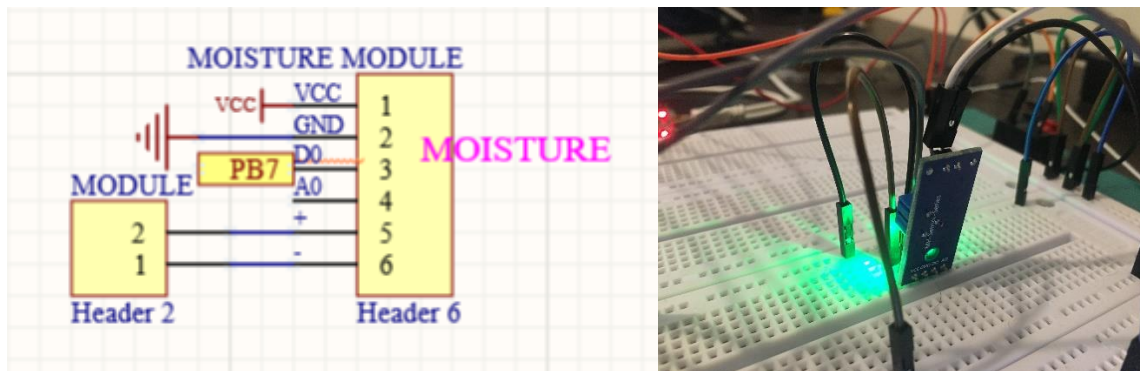 MOISTURE MODULE
VCC
VCC
1
GND
2
MOISTURE
D0
PB7
3
MODULE
A0
4
+
2
5
-
1
6
Header 2
Header 6